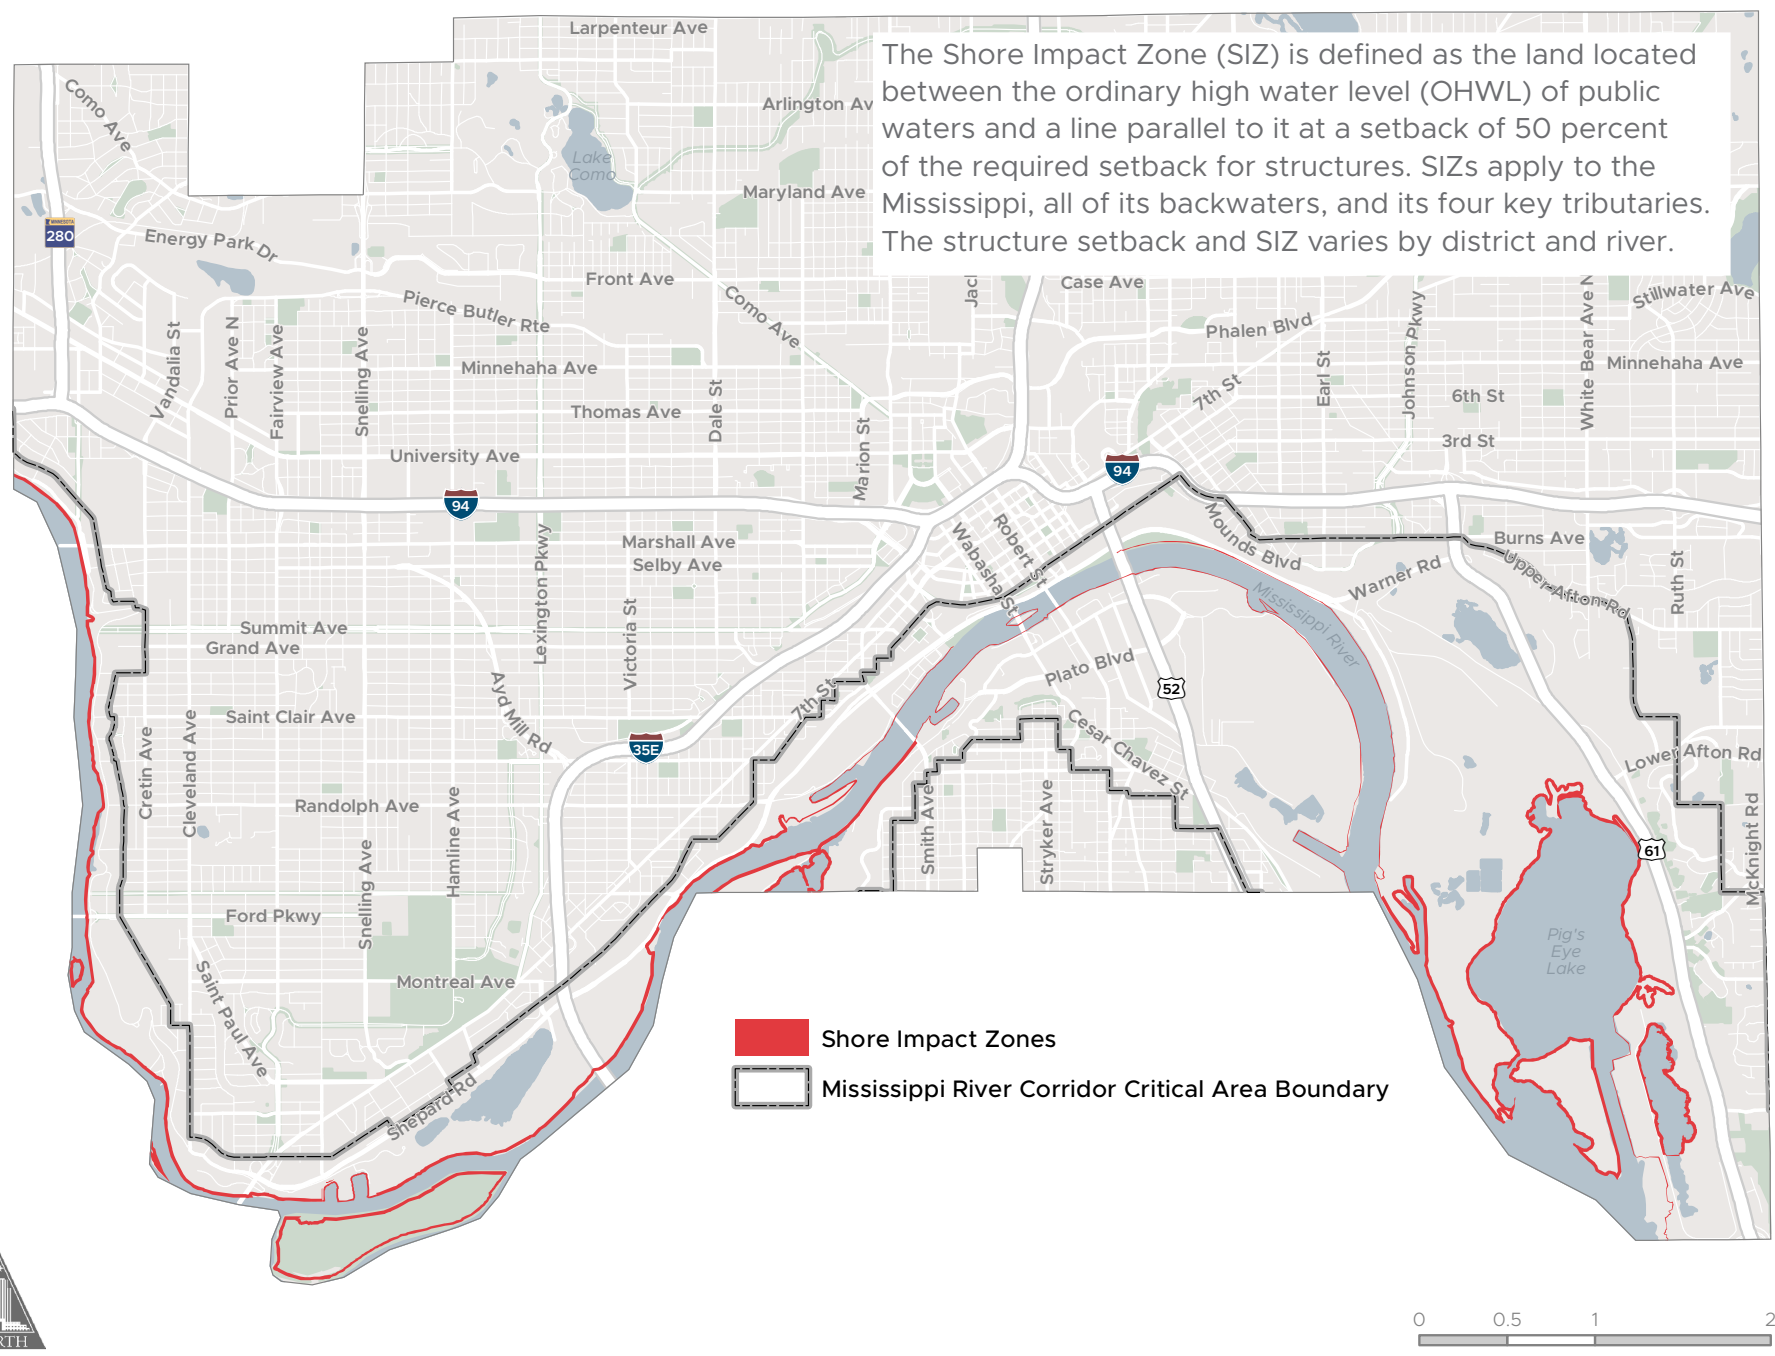 Larpenteur Ave
The Shore Impact Zone (SIZ) is defined as the land located
between the ordinary high water level (OHWL) of public
waters and a line parallel to it at a setback of 50 percent
of the required setback for structures. SIZs apply to the
Mississippi, all of its backwaters, and its four key tributaries.
The structure setback and SIZ varies by district and river.
Como Ave
Arlington Av
Lake
Como
Maryland Ave
MINNESOTA
280
Energy Park Dr
Front Ave
Jac
Case Ave
Pierce Butler Rte
Como Ave
Stillwater Ave
Phalen Blvd
Vandalia St
Prior Ave N
Fairview Ave
Snelling Ave
Minnehaha Ave
Dale St
Earl St
Johnson Pkwy
White Bear Ave N
Minnehaha Ave
7th St
6th St
Thomas Ave
Marion St
3rd St
University Ave
94
94
Lexington Pkwy
Marshall Ave
Selby Ave
Victoria St
Wabasha St
Robert St
Mounds Blvd
Burns Ave
Upper Afton Rd
Ruth St
Warner Rd
Mississippi River
Summit Ave
Grand Ave
Plato Blvd
52
Ayd Mill Rd
7th St
Saint Clair Ave
Cesar Chavez St
35E
Lower Afton Rd
Cretin Ave
Cleveland Ave
Randolph Ave
Hamline Ave
Snelling Ave
Smith Ave
Stryker Ave
61
McKnight Rd
Ford Pkwy
Pig's
Eye
Lake
Saint Paul Ave
Montreal Ave
Shepard Rd
Shore Impact Zones
Mississippi River Corridor Critical Area Boundary
RTH
0 0.5 1 2